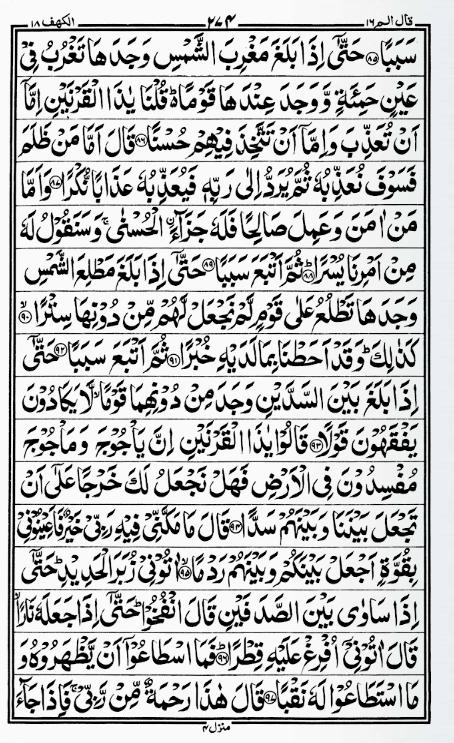 قال الم ١٦ ٢٧٤ الكهف ١٨
سَبَبًا ﴿٨٥﴾ حَتّٰۤى اِذَا بَلَغَ مَغْرِبَ الشَّمْسِ وَجَدَهَا تَغْرُبُ فِیْ
عَیْنٍ حَمِئَةٍ وَّ وَجَدَ عِنْدَهَا قَوْمًا ؕ۬ قُلْنَا یٰذَا الْقَرْنَیْنِ اِمَّاۤ
اَنْ تُعَذِّبَ وَ اِمَّاۤ اَنْ تَتَّخِذَ فِیْهِمْ حُسْنًا ﴿٨٦﴾ قَالَ اَمَّا مَنْ ظَلَمَ
فَسَوْفَ نُعَذِّبُهٗ ثُمَّ یُرَدُّ اِلٰى رَبِّهٖ فَیُعَذِّبُهٗ عَذَابًا نُّكْرًا ﴿٨٧﴾ وَ اَمَّا
مَنْ اٰمَنَ وَ عَمِلَ صَالِحًا فَلَهٗ جَزَآءَ ِ۟الْحُسْنٰى ۚ وَ سَنَقُوْلُ لَهٗ
مِنْ اَمْرِنَا یُسْرًا ؕ﴿٨٨﴾ ثُمَّ اَتْبَعَ سَبَبًا ﴿٨٩﴾ حَتّٰۤى اِذَا بَلَغَ مَطْلِعَ الشَّمْسِ
وَجَدَهَا تَطْلُعُ عَلٰى قَوْمٍ لَّمْ نَجْعَلْ لَّهُمْ مِّنْ دُوْنِهَا سِتْرًا ۙ﴿٩٠﴾
كَذٰلِكَ ؕ وَ قَدْ اَحَطْنَا بِمَا لَدَیْهِ خُبْرًا ﴿٩١﴾ ثُمَّ اَتْبَعَ سَبَبًا ﴿٩٢﴾ حَتّٰۤى
اِذَا بَلَغَ بَیْنَ السَّدَّیْنِ وَجَدَ مِنْ دُوْنِهِمَا قَوْمًا ۙ لَّا یَكَادُوْنَ
یَفْقَهُوْنَ قَوْلًا ﴿٩٣﴾ قَالُوْا یٰذَا الْقَرْنَیْنِ اِنَّ یَاْجُوْجَ وَ مَاْجُوْجَ
مُفْسِدُوْنَ فِی الْاَرْضِ فَهَلْ نَجْعَلُ لَكَ خَرْجًا عَلٰۤى اَنْ
تَجْعَلَ بَیْنَنَا وَ بَیْنَهُمْ سَدًّا ﴿٩٤﴾ قَالَ مَا مَكَّنِّیْ فِیْهِ رَبِّیْ خَیْرٌ فَاَعِیْنُوْنِیْ
بِقُوَّةٍ اَجْعَلْ بَیْنَكُمْ وَ بَیْنَهُمْ رَدْمًا ۙ﴿٩٥﴾ اٰتُوْنِیْ زُبَرَ الْحَدِیْدِ ؕ حَتّٰۤى
اِذَا سَاوٰى بَیْنَ الصَّدَفَیْنِ قَالَ انْفُخُوْا ؕ حَتّٰۤى اِذَا جَعَلَهٗ نَارًا ۙ
قَالَ اٰتُوْنِیْۤ اُفْرِغْ عَلَیْهِ قِطْرًا ؕ﴿٩٦﴾ فَمَا اسْطَاعُوْۤا اَنْ یَّظْهَرُوْهُ وَ
مَا اسْتَطَاعُوْا لَهٗ نَقْبًا ﴿٩٧﴾ قَالَ هٰذَا رَحْمَةٌ مِّنْ رَّبِّیْ ۚ فَاِذَا جَآءَ
منزل ۴